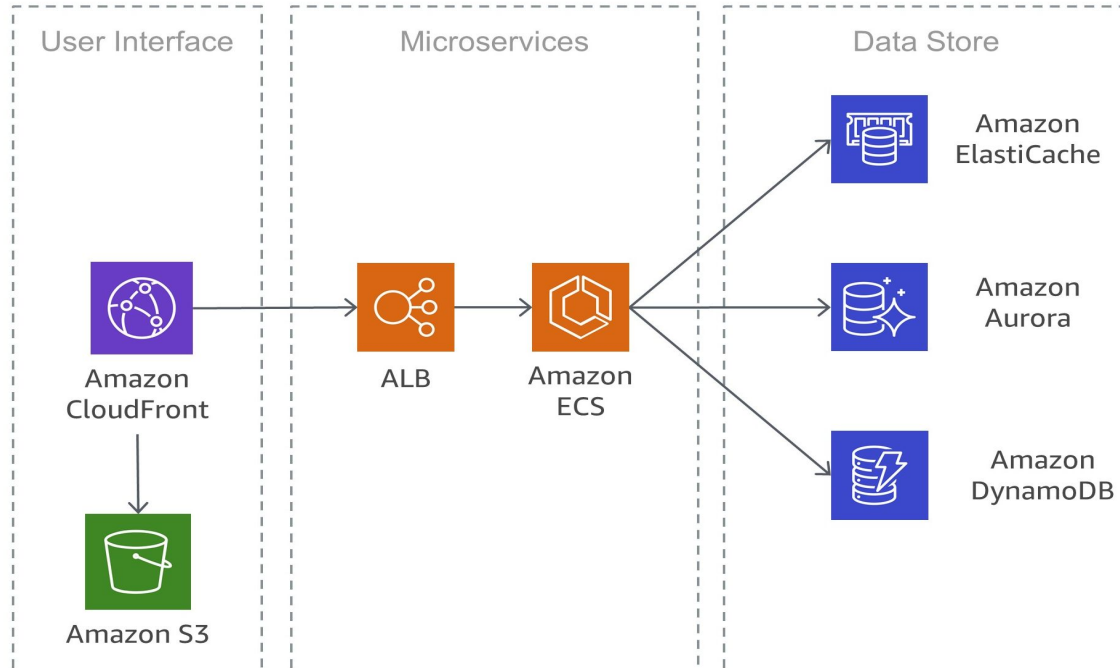 User Interface
Microservices
Data Store
Amazon
ElastiCache
Amazon
CloudFront
ALB
Amazon
ECS
Amazon
Aurora
Amazon
DynamoDB
Amazon S3